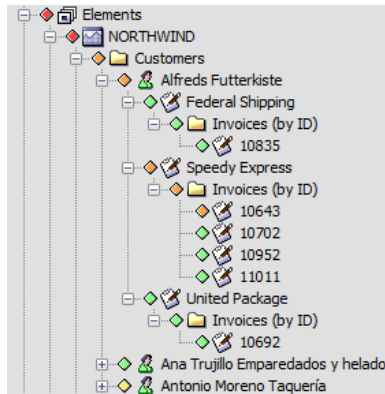 Elements
NORTHWIND
Customers
Alfreds Futterkiste
Federal Shipping
Invoices (by ID)
10835
Speedy Express
Invoices (by ID)
10643
10702
10952
11011
United Package
Invoices (by ID)
10692
Ana Trujillo Emparedados y helado
Antonio Moreno Taquería